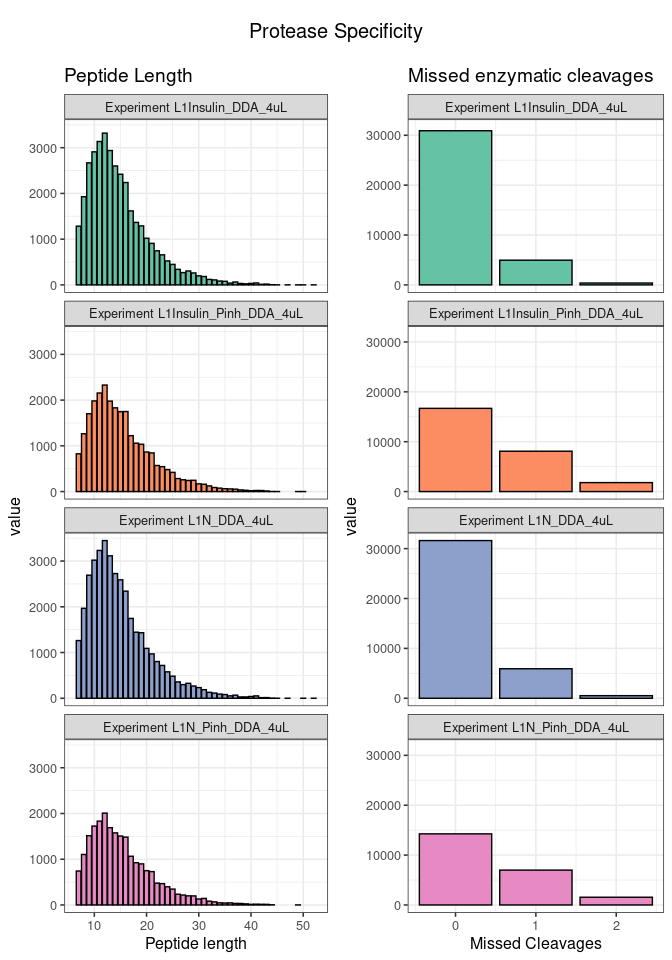 Protease Specificity
Peptide Length
Missed enzymatic cleavages
Experiment L1Insulin_DDA_4uL
Experiment L1Insulin_DDA_4uL
3000
2000
1000
0
30000
20000
10000
0
Experiment L1Insulin_Pinh_DDA_4uL
Experiment L1Insulin_Pinh_DDA_4uL
3000
2000
1000
0
30000
20000
10000
0
value
value
Experiment L1N_DDA_4uL
Experiment L1N_DDA_4uL
3000
2000
1000
0
30000
20000
10000
0
Experiment L1N_Pinh_DDA_4uL
Experiment L1N_Pinh_DDA_4uL
3000
2000
1000
0
30000
20000
10000
0
10 20 30 40 50
0 1 2
Peptide length
Missed Cleavages